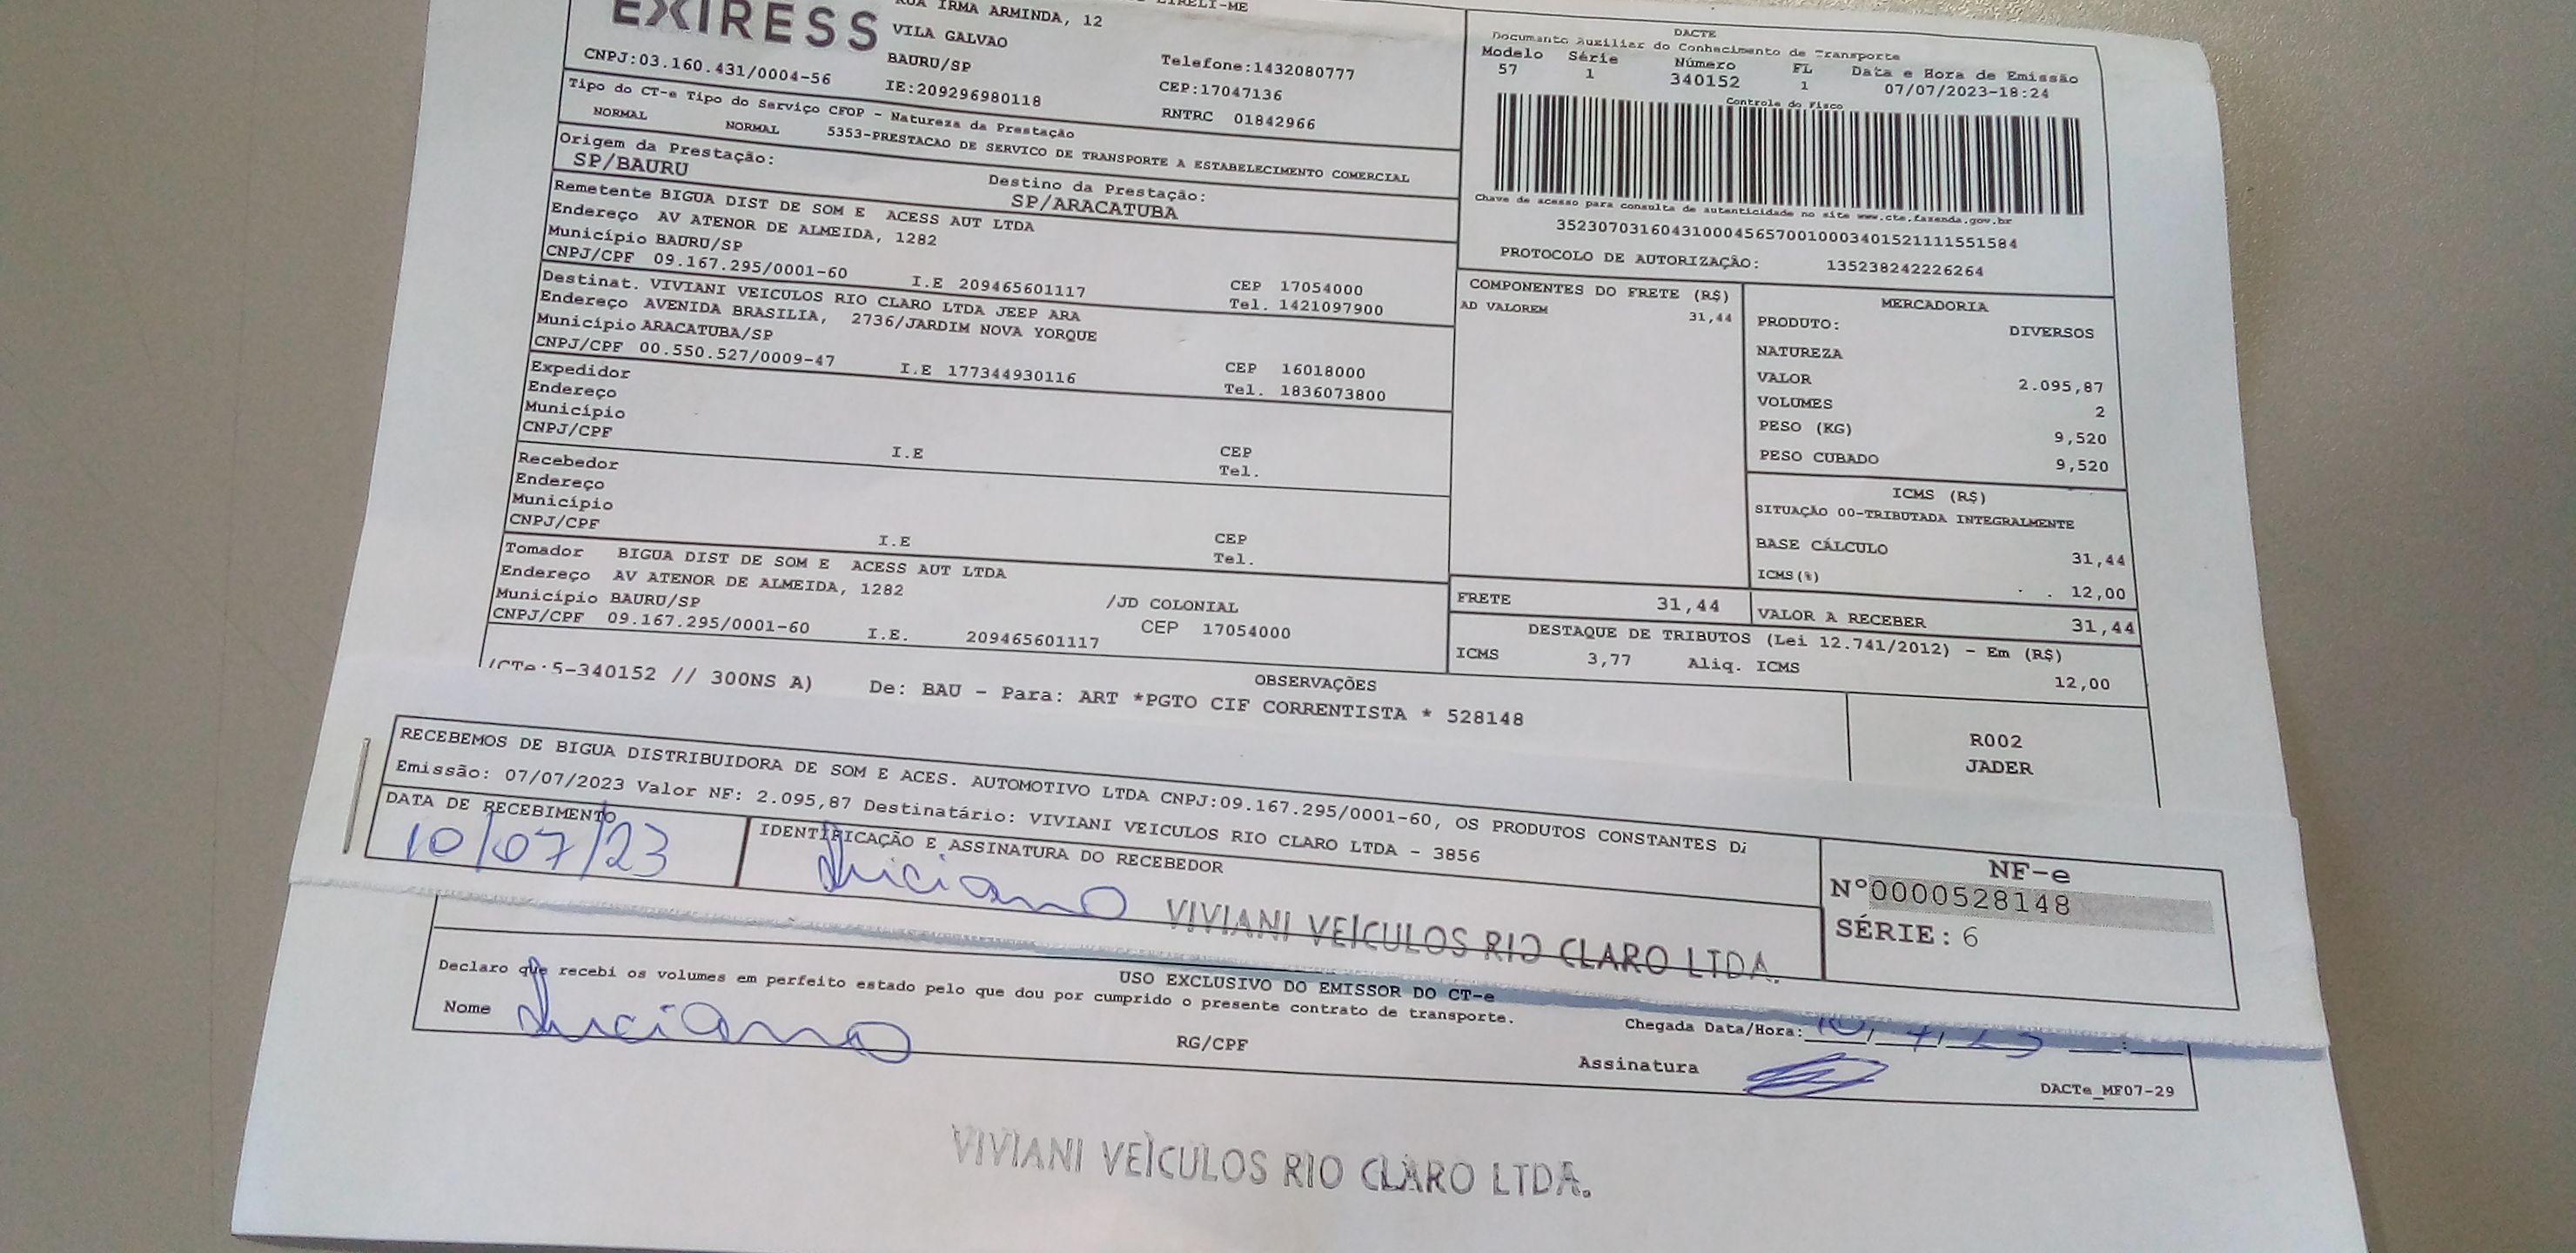 EIRELI-ME
EXIRESS
RUA IRMA ARMINDA, 12
VILA GALVAO
BAURU/SP
Telefone:1432080777
CNPJ:03.160.431/0004-56
IE:209296980118
CEP:17047136
RNTRC 01842966
Tipo do CT-e Tipo do Serviço CFOP - Natureza da Prestação
NORMAL NORMAL 5353-PRESTACAO DE SERVICO DE TRANSPORTE A ESTABELECIMENTO COMERCIAL
Origem da Prestação: Destino da Prestação:
SP/BAURU SP/ARACATUBA
Remetente BIGUA DIST DE SOM E ACESS AUT LTDA
Endereço AV ATENOR DE ALMEIDA, 1282
Município BAURU/SP CEP 17054000
CNPJ/CPF 09.167.295/0001-60 I.E 209465601117 Tel. 1421097900
Destinat. VIVIANI VEICULOS RIO CLARO LTDA JEEP ARA
Endereço AVENIDA BRASILIA, 2736/JARDIM NOVA YORQUE
Município ARACATUBA/SP CEP 16018000
CNPJ/CPF 00.550.527/0009-47 I.E 177344930116 Tel. 1836073800
Expedidor
Endereço
Município CEP
CNPJ/CPF I.E Tel.
Recebedor
Endereço
Município CEP
CNPJ/CPF I.E Tel.
Tomador BIGUA DIST DE SOM E ACESS AUT LTDA
Endereço AV ATENOR DE ALMEIDA, 1282 /JD COLONIAL
Município BAURU/SP CEP 17054000
CNPJ/CPF 09.167.295/0001-60 I.E. 209465601117
DACTE
Documanto Auxiliar do Conhecimento de Transporte
Modelo Série Número FL Data e Hora de Emissão
57 1 340152 1 07/07/2023-18:24
Controle do Fisco
Chave de acesso para consulta de autenticidade no site www.cte.fazenda.gov.br
35230703160431000456570010003401521111551584
PROTOCOLO DE AUTORIZAÇÃO: 135238242226264
COMPONENTES DO FRETE (R$)
AD VALOREM 31,44
MERCADORIA
PRODUTO: DIVERSOS
NATUREZA
VALOR 2.095,87
VOLUMES 2
PESO (KG) 9,520
PESO CUBADO 9,520
ICMS (R$)
SITUAÇÃO 00-TRIBUTADA INTEGRALMENTE
BASE CÁLCULO 31,44
ICMS(%) 12,00
FRETE 31,44 VALOR A RECEBER 31,44
DESTAQUE DE TRIBUTOS (Lei 12.741/2012) - Em (R$)
ICMS 3,77 Aliq. ICMS 12,00
OBSERVAÇÕES
(CTe:5-340152 // 300NS A) De: BAU - Para: ART *PGTO CIF CORRENTISTA * 528148
R002
JADER
RECEBEMOS DE BIGUA DISTRIBUIDORA DE SOM E ACES. AUTOMOTIVO LTDA CNPJ:09.167.295/0001-60, OS PRODUTOS CONSTANTES
Emissão: 07/07/2023 Valor NF: 2.095,87 Destinatário: VIVIANI VEICULOS RIO CLARO LTDA - 3856
DATA DE RECEBIMENTO IDENTIFICAÇÃO E ASSINATURA DO RECEBEDOR
10/07/23 Luciano
VIVIANI VEÍCULOS RIO CLARO LTDA.
NF-e
Nº0000528148
SÉRIE: 6
USO EXCLUSIVO DO EMISSOR DO CT-e
Declaro que recebi os volumes em perfeito estado pelo que dou por cumprido o presente contrato de transporte.
Nome Luciano RG/CPF Chegada Data/Hora: 10/7/23
Assinatura
DACTe_MF07-29
VIVIANI VEÍCULOS RIO CLARO LTDA.